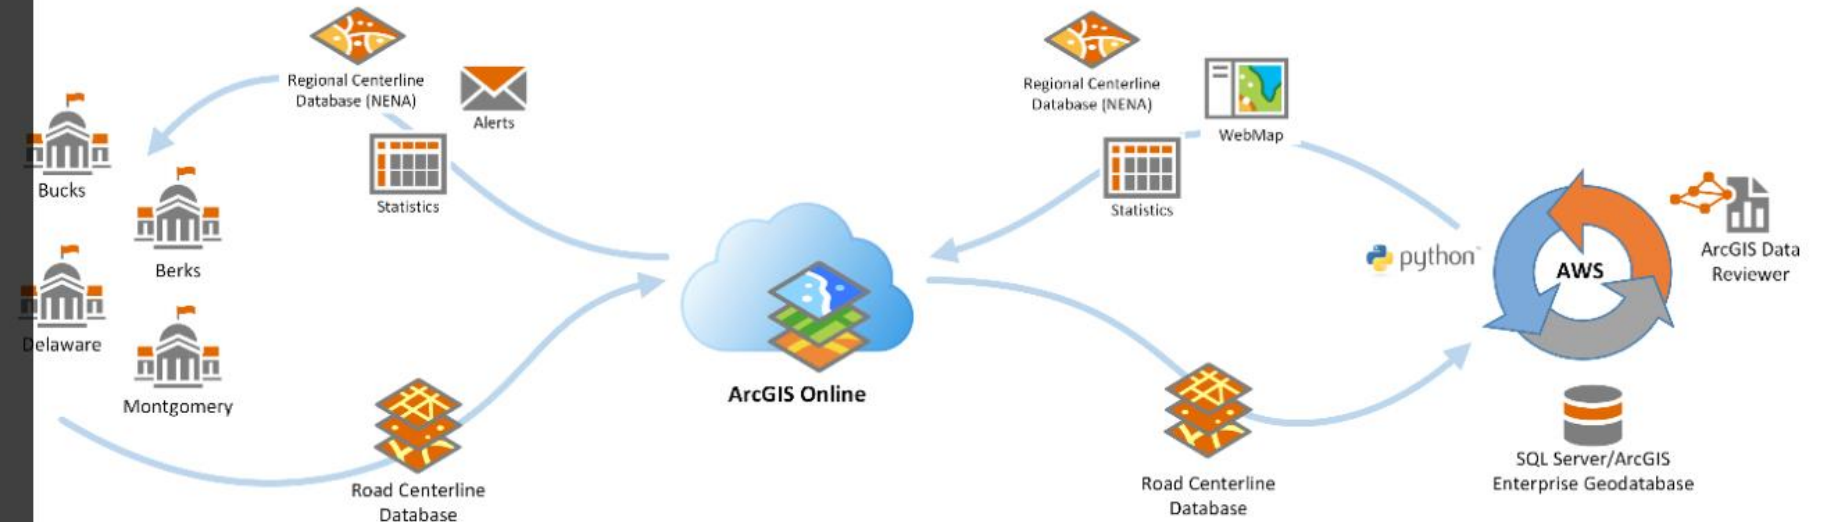 Regional Centerline
Database (NENA)
Alerts
Statistics
Bucks
Berks
Delaware
Montgomery
Road Centerline
Database
ArcGIS Online
Regional Centerline
Database (NENA)
WebMap
Statistics
python
AWS
ArcGIS Data
Reviewer
Road Centerline
Database
SQL Server/ArcGIS
Enterprise Geodatabase